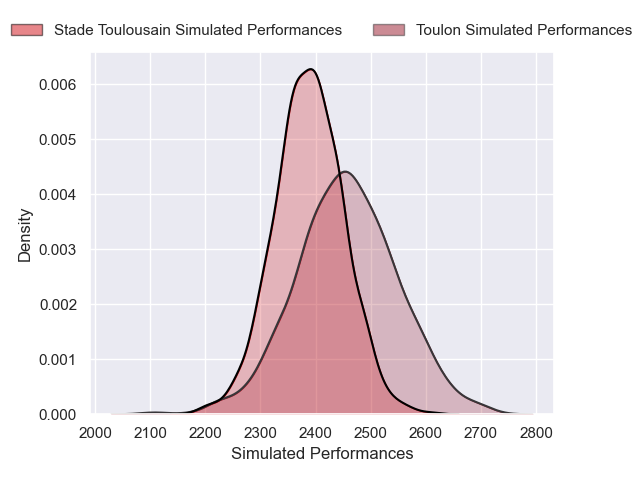 Stade Toulousain Simulated Performances
Toulon Simulated Performances
0.006
0.005
0.004
0.003
0.002
0.001
0.000
Density
2000 2100 2200 2300 2400 2500 2600 2700 2800
Simulated Performances